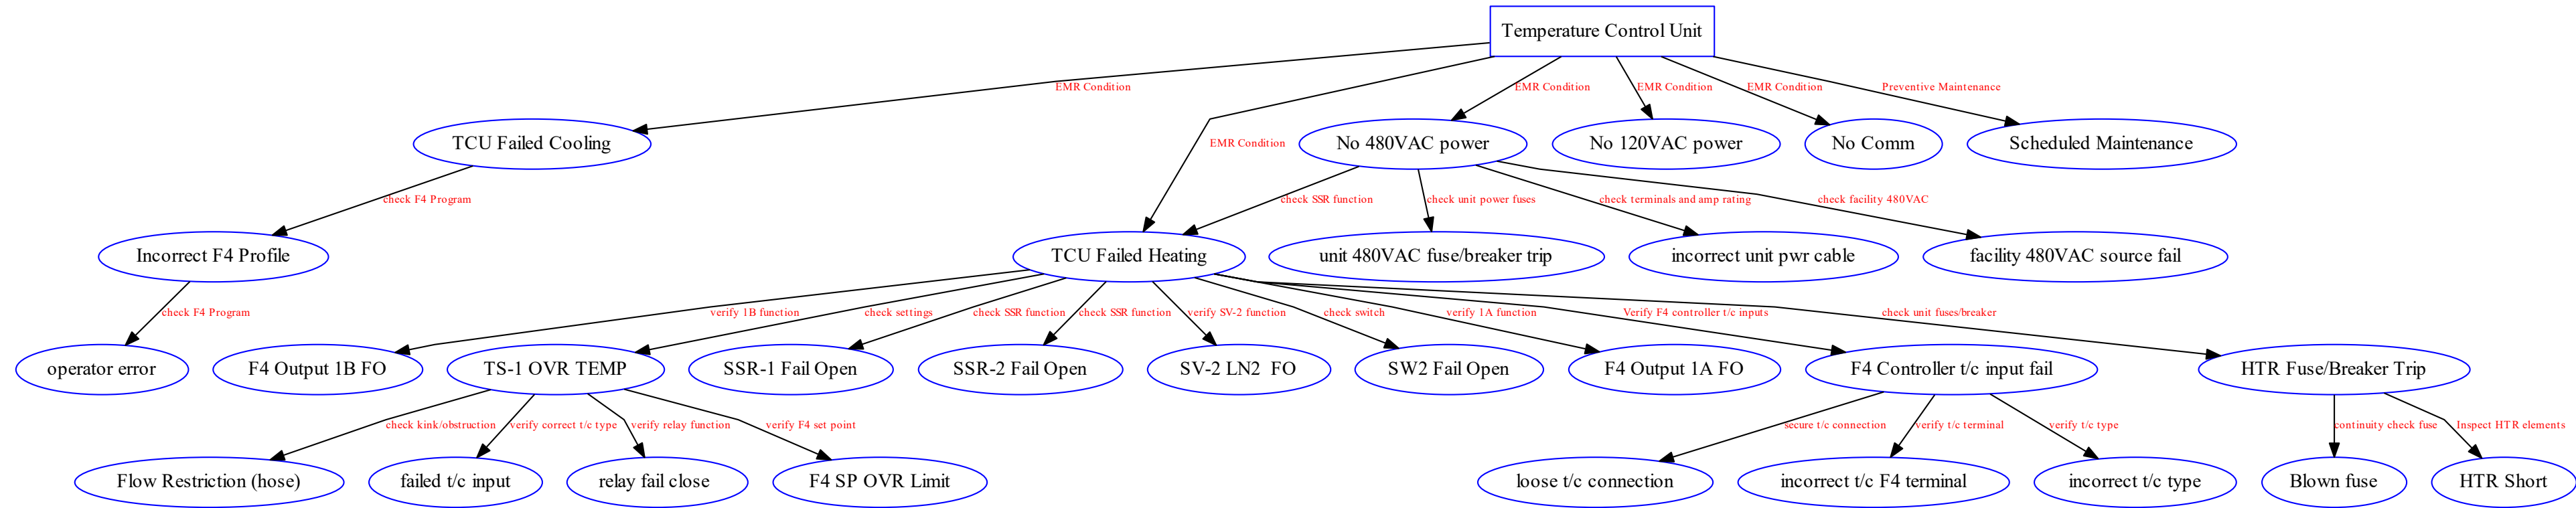 Temperature Control Unit
EMR Condition
EMR Condition
EMR Condition
EMR Condition
EMR Condition
Preventive Maintenance
TCU Failed Cooling
No 480VAC power
No 120VAC power
No Comm
Scheduled Maintenance
check F4 Program
check SSR function
check unit power fuses
check terminals and amp rating
check facility 480VAC
Incorrect F4 Profile
TCU Failed Heating
unit 480VAC fuse/breaker trip
incorrect unit pwr cable
facility 480VAC source fail
check F4 Program
verify 1B function
check settings
check SSR function
check SSR function
verify SV-2 function
check switch
verify 1A function
Verify F4 controller t/c inputs
check unit fuses/breaker
operator error
F4 Output 1B FO
TS-1 OVR TEMP
SSR-1 Fail Open
SSR-2 Fail Open
SV-2 LN2  FO
SW2 Fail Open
F4 Output 1A FO
F4 Controller t/c input fail
HTR Fuse/Breaker Trip
check kink/obstruction
verify correct t/c type
verify relay function
verify F4 set point
secure t/c connection
verify t/c terminal
verify t/c type
continuity check fuse
Inspect HTR elements
Flow Restriction (hose)
failed t/c input
relay fail close
F4 SP OVR Limit
loose t/c connection
incorrect t/c F4 terminal
incorrect t/c type
Blown fuse
HTR Short